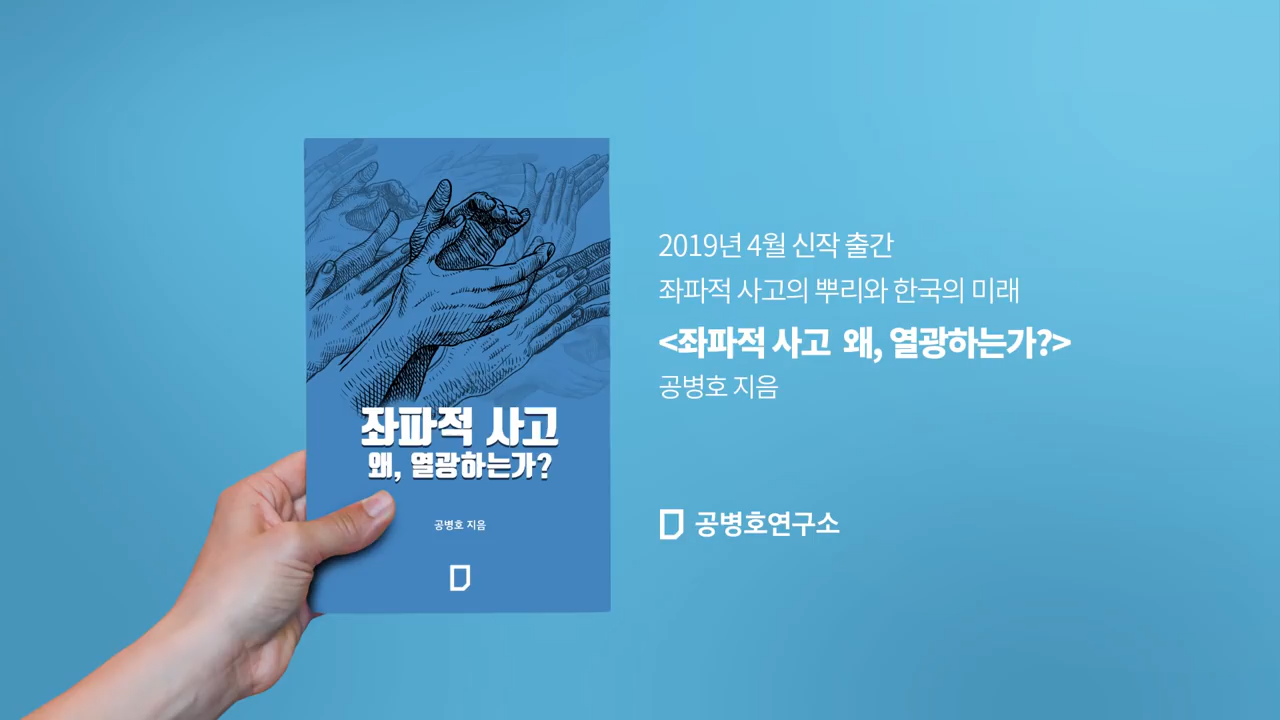 좌파적 사고
왜, 열광하는가?
공병호 지음
2019년 4월 신작 출간
좌파적 사고의 뿌리와 한국의 미래
<좌파적 사고 왜, 열광하는가?>
공병호 지음
공병호연구소